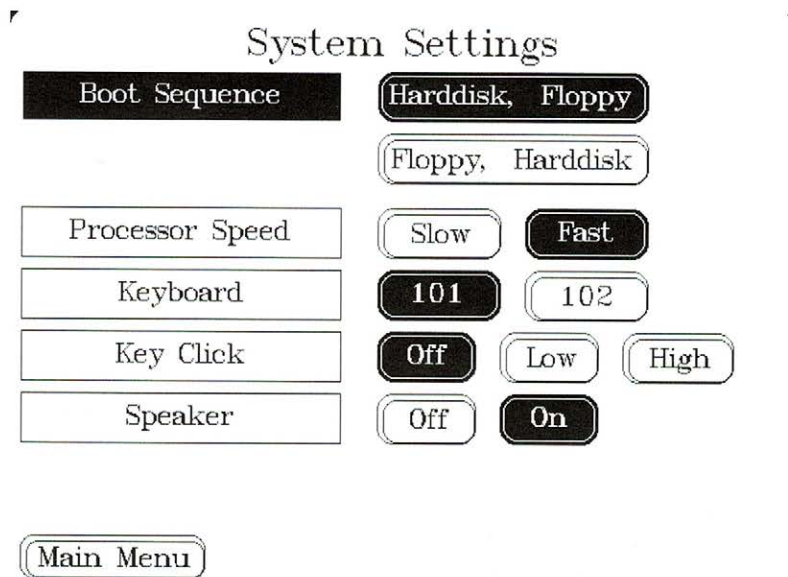 System Settings
Boot Sequence Harddisk, Floppy
Floppy, Harddisk
Processor Speed Slow Fast
Keyboard 101 102
Key Click Off Low High
Speaker Off On
Main Menu